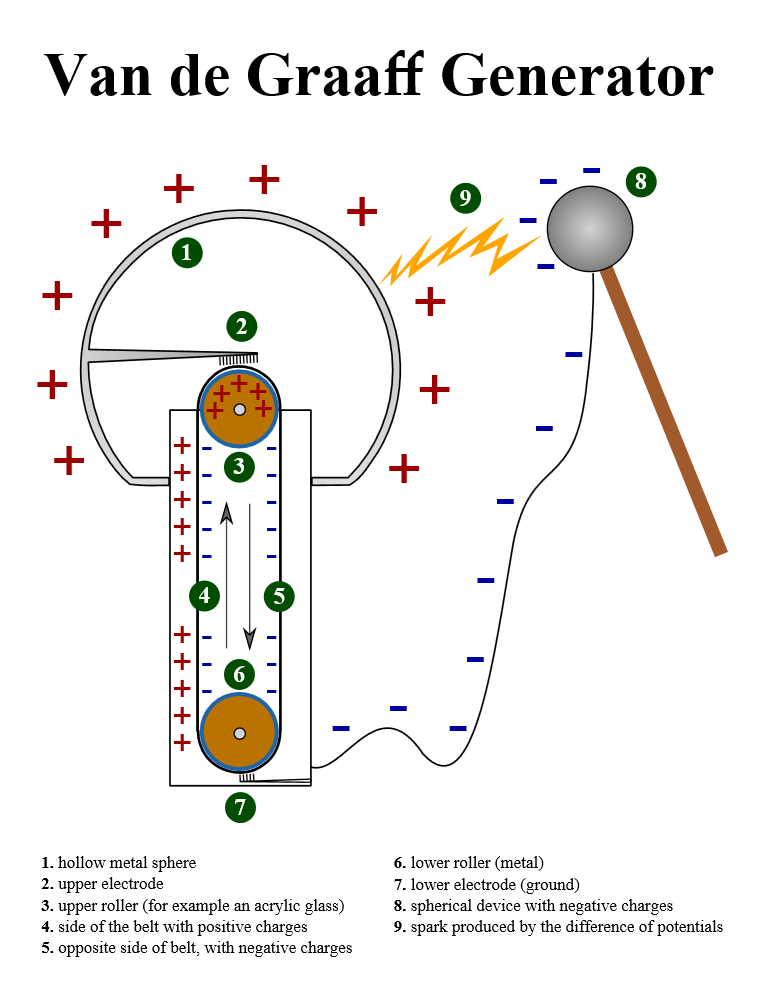 Van de Graaff Generator
9
8
1
2
3
4
5
6
7
1. hollow metal sphere
2. upper electrode
3. upper roller (for example an acrylic glass)
4. side of the belt with positive charges
5. opposite side of belt, with negative charges
6. lower roller (metal)
7. lower electrode (ground)
8. spherical device with negative charges
9. spark produced by the difference of potentials